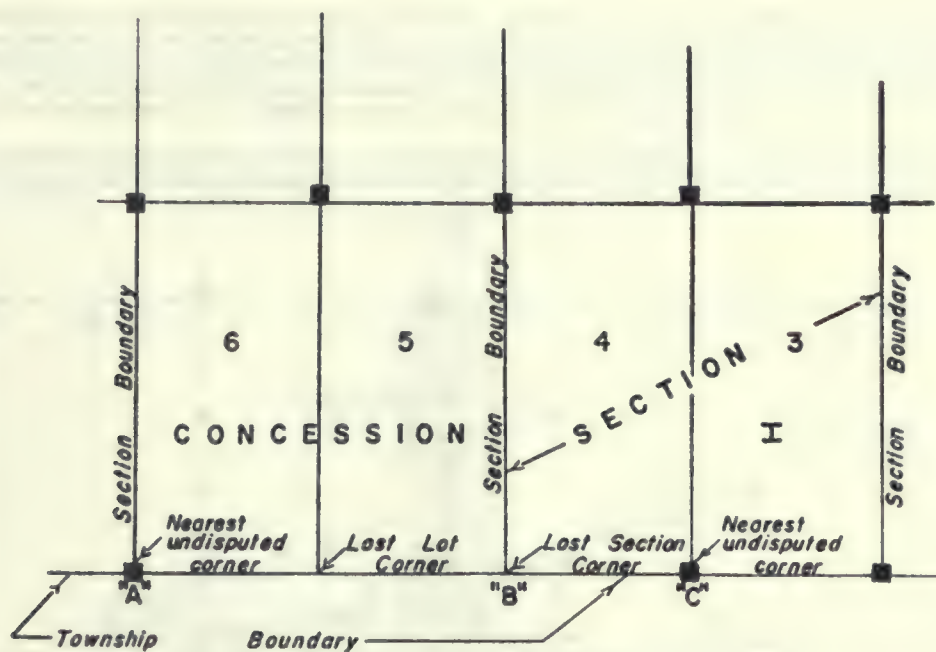 Section Boundary
6
5
Section Boundary
4
SECTION
3
Section Boundary
CONCESSION
I
Nearest
undisputed
corner
Lost Lot
Corner
Lost Section
Corner
Nearest
undisputed
corner
"A"
"B"
"C"
Township Boundary